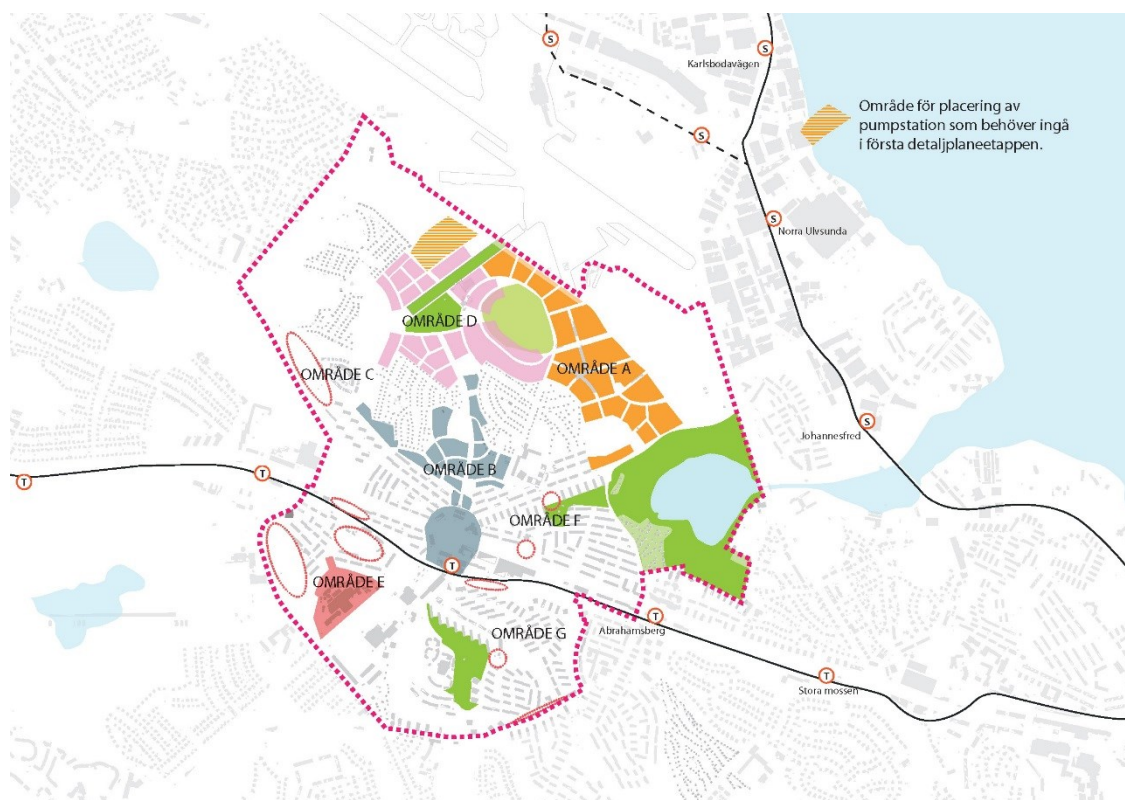 S
S
Karlsbodavägen
Område för placering av
pumpstation som behöver ingå
i första detaljplaneetappen.
S
S
Norra Ulvsunda
OMRÅDE D
OMRÅDE C
OMRÅDE A
S
Johannesfred
OMRÅDE B
T
T
OMRÅDE F
T
OMRÅDE E
T
Abrahamsberg
OMRÅDE G
T
Stora mossen